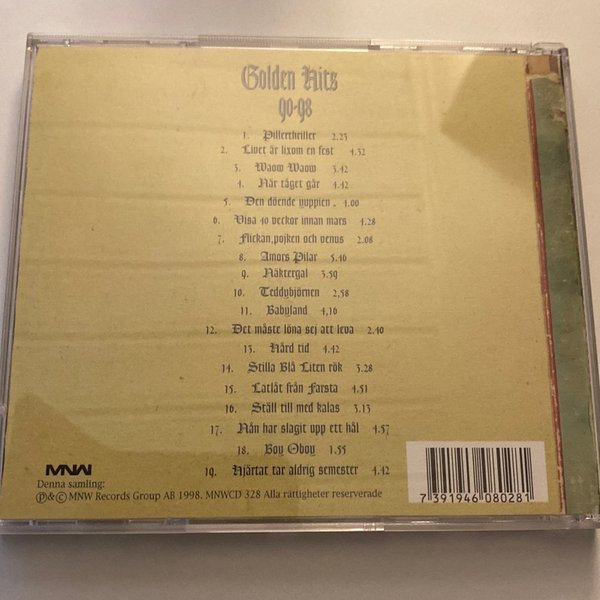 Golden Hits
90-98
1. Pillerthriller 2.23
2. Livet är lixom en fest 4.32
3. Waow Waow 3.42
4. När tåget går 4.42
5. Den döende yuppien . 4.00
6. Visa 40 veckor innan mars 4.28
7. Flickan,pojken och venus 2.08
8. Amors Pilar 5.46
9. Näktergal 3.59
10. Teddybjörnen 2,58
11. Babyland 4,10
12. Det måste löna sej att leva 2.40
13. Hård tid 4.42
14. Stilla Blå Liten rök 3.28
15. Latlåt från Farsta 4.51
16. Ställ till med kalas 3.13
17. Nån har slagit upp ett hål 4.57
18. Boy Oboy 1.55
19. Hjärtat tar aldrig semester 4.42
MNW
Denna samling:
℗&© MNW Records Group AB 1998. MNWCD 328 Alla rättigheter reserverade
7 391946 080281